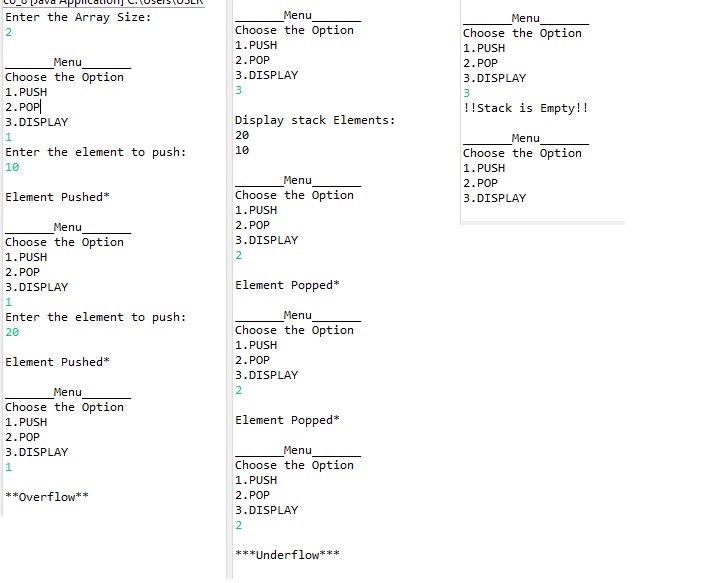 co_8 [Java Application] C:\Users\USER
Enter the Array Size:
2
_______Menu_______
Choose the Option
1.PUSH
2.POP
3.DISPLAY
1
Enter the element to push:
10
Element Pushed*
_______Menu_______
Choose the Option
1.PUSH
2.POP
3.DISPLAY
1
Enter the element to push:
20
Element Pushed*
_______Menu_______
Choose the Option
1.PUSH
2.POP
3.DISPLAY
1
**Overflow**
_______Menu_______
Choose the Option
1.PUSH
2.POP
3.DISPLAY
3
Display stack Elements:
20
10
_______Menu_______
Choose the Option
1.PUSH
2.POP
3.DISPLAY
2
Element Popped*
_______Menu_______
Choose the Option
1.PUSH
2.POP
3.DISPLAY
2
Element Popped*
_______Menu_______
Choose the Option
1.PUSH
2.POP
3.DISPLAY
2
***Underflow***
_______Menu_______
Choose the Option
1.PUSH
2.POP
3.DISPLAY
3
!!Stack is Empty!!
_______Menu_______
Choose the Option
1.PUSH
2.POP
3.DISPLAY